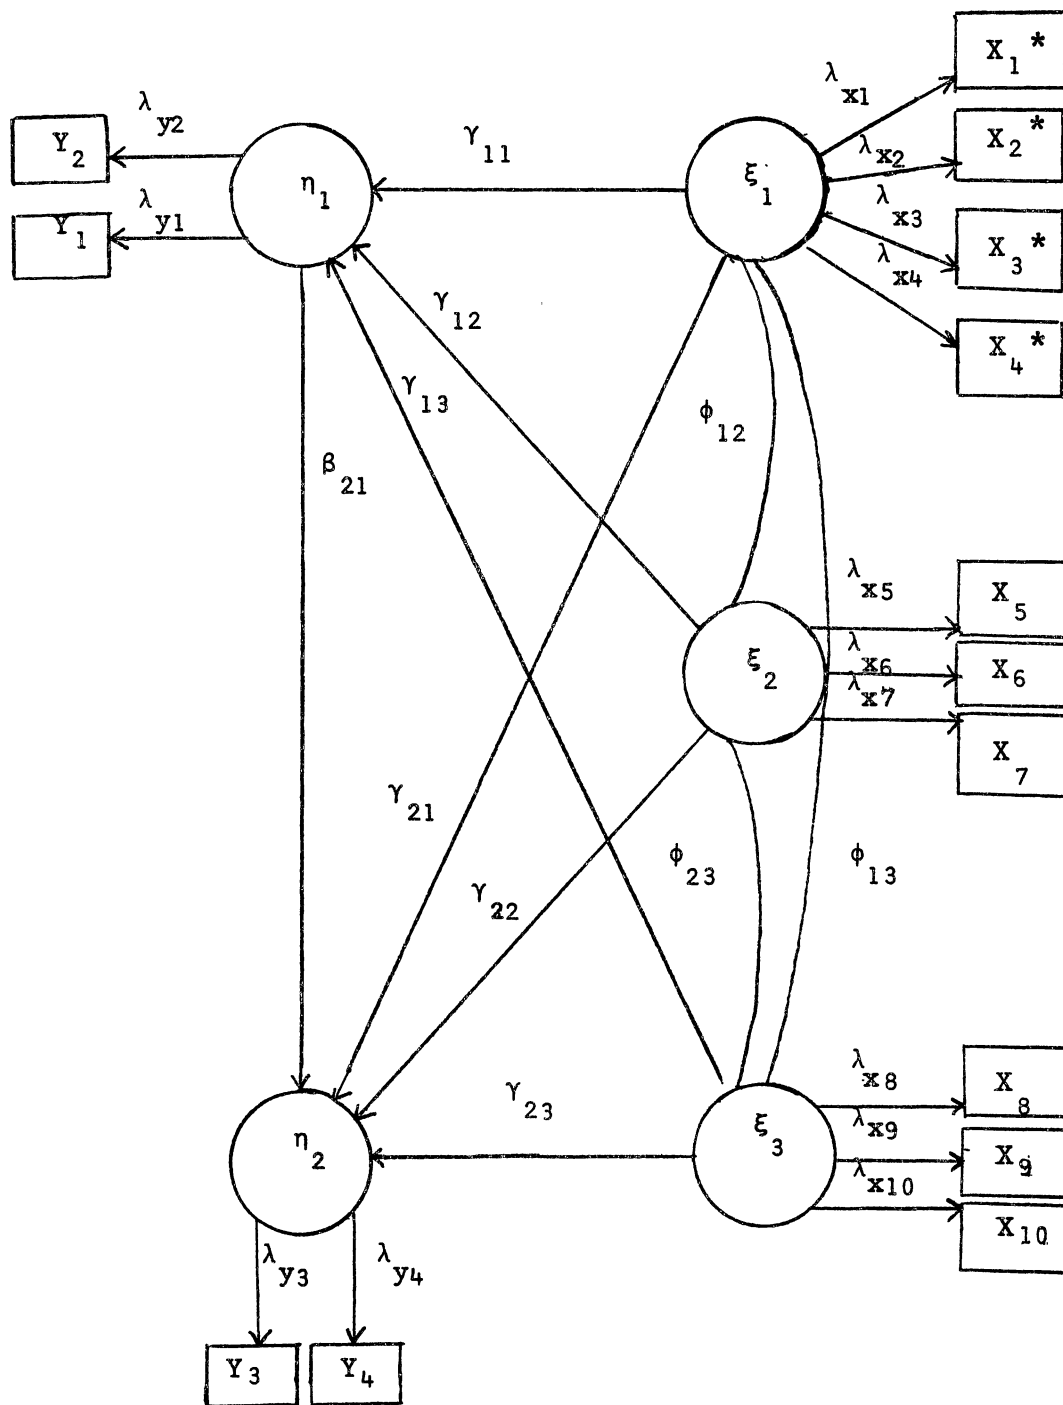 X₁*
λx1
λy2
Y₂
γ₁₁
X₂*
λx2
η₁
ξ₁
λy1
Y₁
λx3
X₃*
λx4
γ₁₂
X₄*
γ₁₃
ϕ₁₂
β₂₁
λx5
X₅
λx6
ξ₂
X₆
λx7
X₇
γ₂₁
ϕ₂₃
ϕ₁₃
γ₂₂
λx8
X₈
γ₂₃
λx9
ξ₃
η₂
X₉
λx10
X₁₀
λy3
λy4
Y₃
Y₄